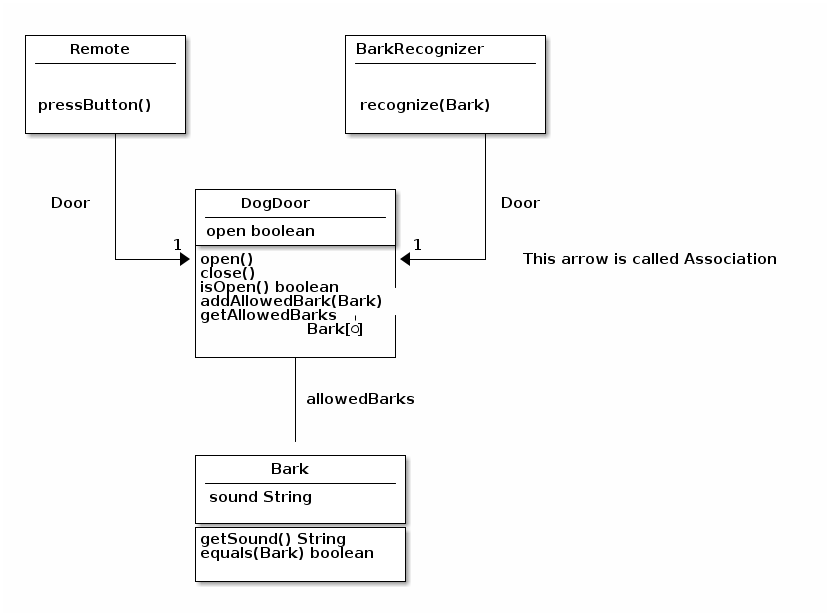 Remote
BarkRecognizer
pressButton()
recognize(Bark)
Door
DogDoor
Door
open boolean
1
1
open()
This arrow is called Association
close()
isOpen() boolean
addAllowedBark(Bark)
getAllowedBarks
Bark[]
allowedBarks
Bark
sound String
getSound() String
equals(Bark) boolean